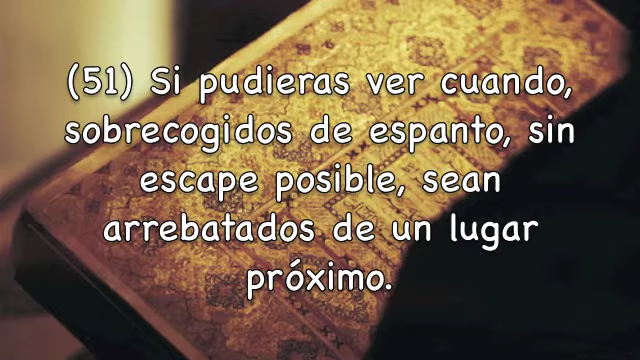 (51) Si pudieras ver cuando,
sobrecogidos de espanto, sin
escape posible, sean
arrebatados de un lugar
próximo.